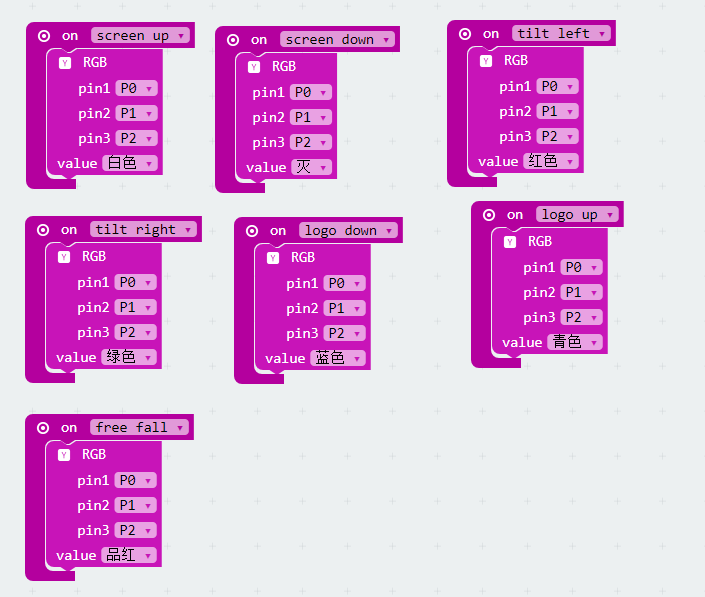 on screen up
Y RGB
pin1 P0
pin2 P1
pin3 P2
value 白色
on screen down
Y RGB
pin1 P0
pin2 P1
pin3 P2
value 灭
on tilt left
Y RGB
pin1 P0
pin2 P1
pin3 P2
value 红色
on tilt right
Y RGB
pin1 P0
pin2 P1
pin3 P2
value 绿色
on logo down
Y RGB
pin1 P0
pin2 P1
pin3 P2
value 蓝色
on logo up
Y RGB
pin1 P0
pin2 P1
pin3 P2
value 青色
on free fall
Y RGB
pin1 P0
pin2 P1
pin3 P2
value 品红